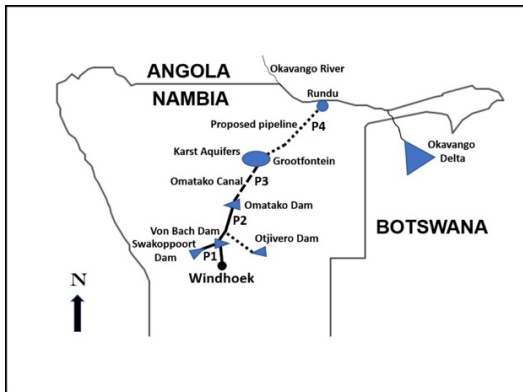 Okavango River
ANGOLA
NAMBIA
Rundu
Proposed pipeline
P4
Karst Aquifers
Grootfontein
Okavango
Delta
Omatako Canal
P3
Omatako Dam
P2
BOTSWANA
Von Bach Dam
Swakoppoort
Dam
Otjivero Dam
P1
Windhoek
N